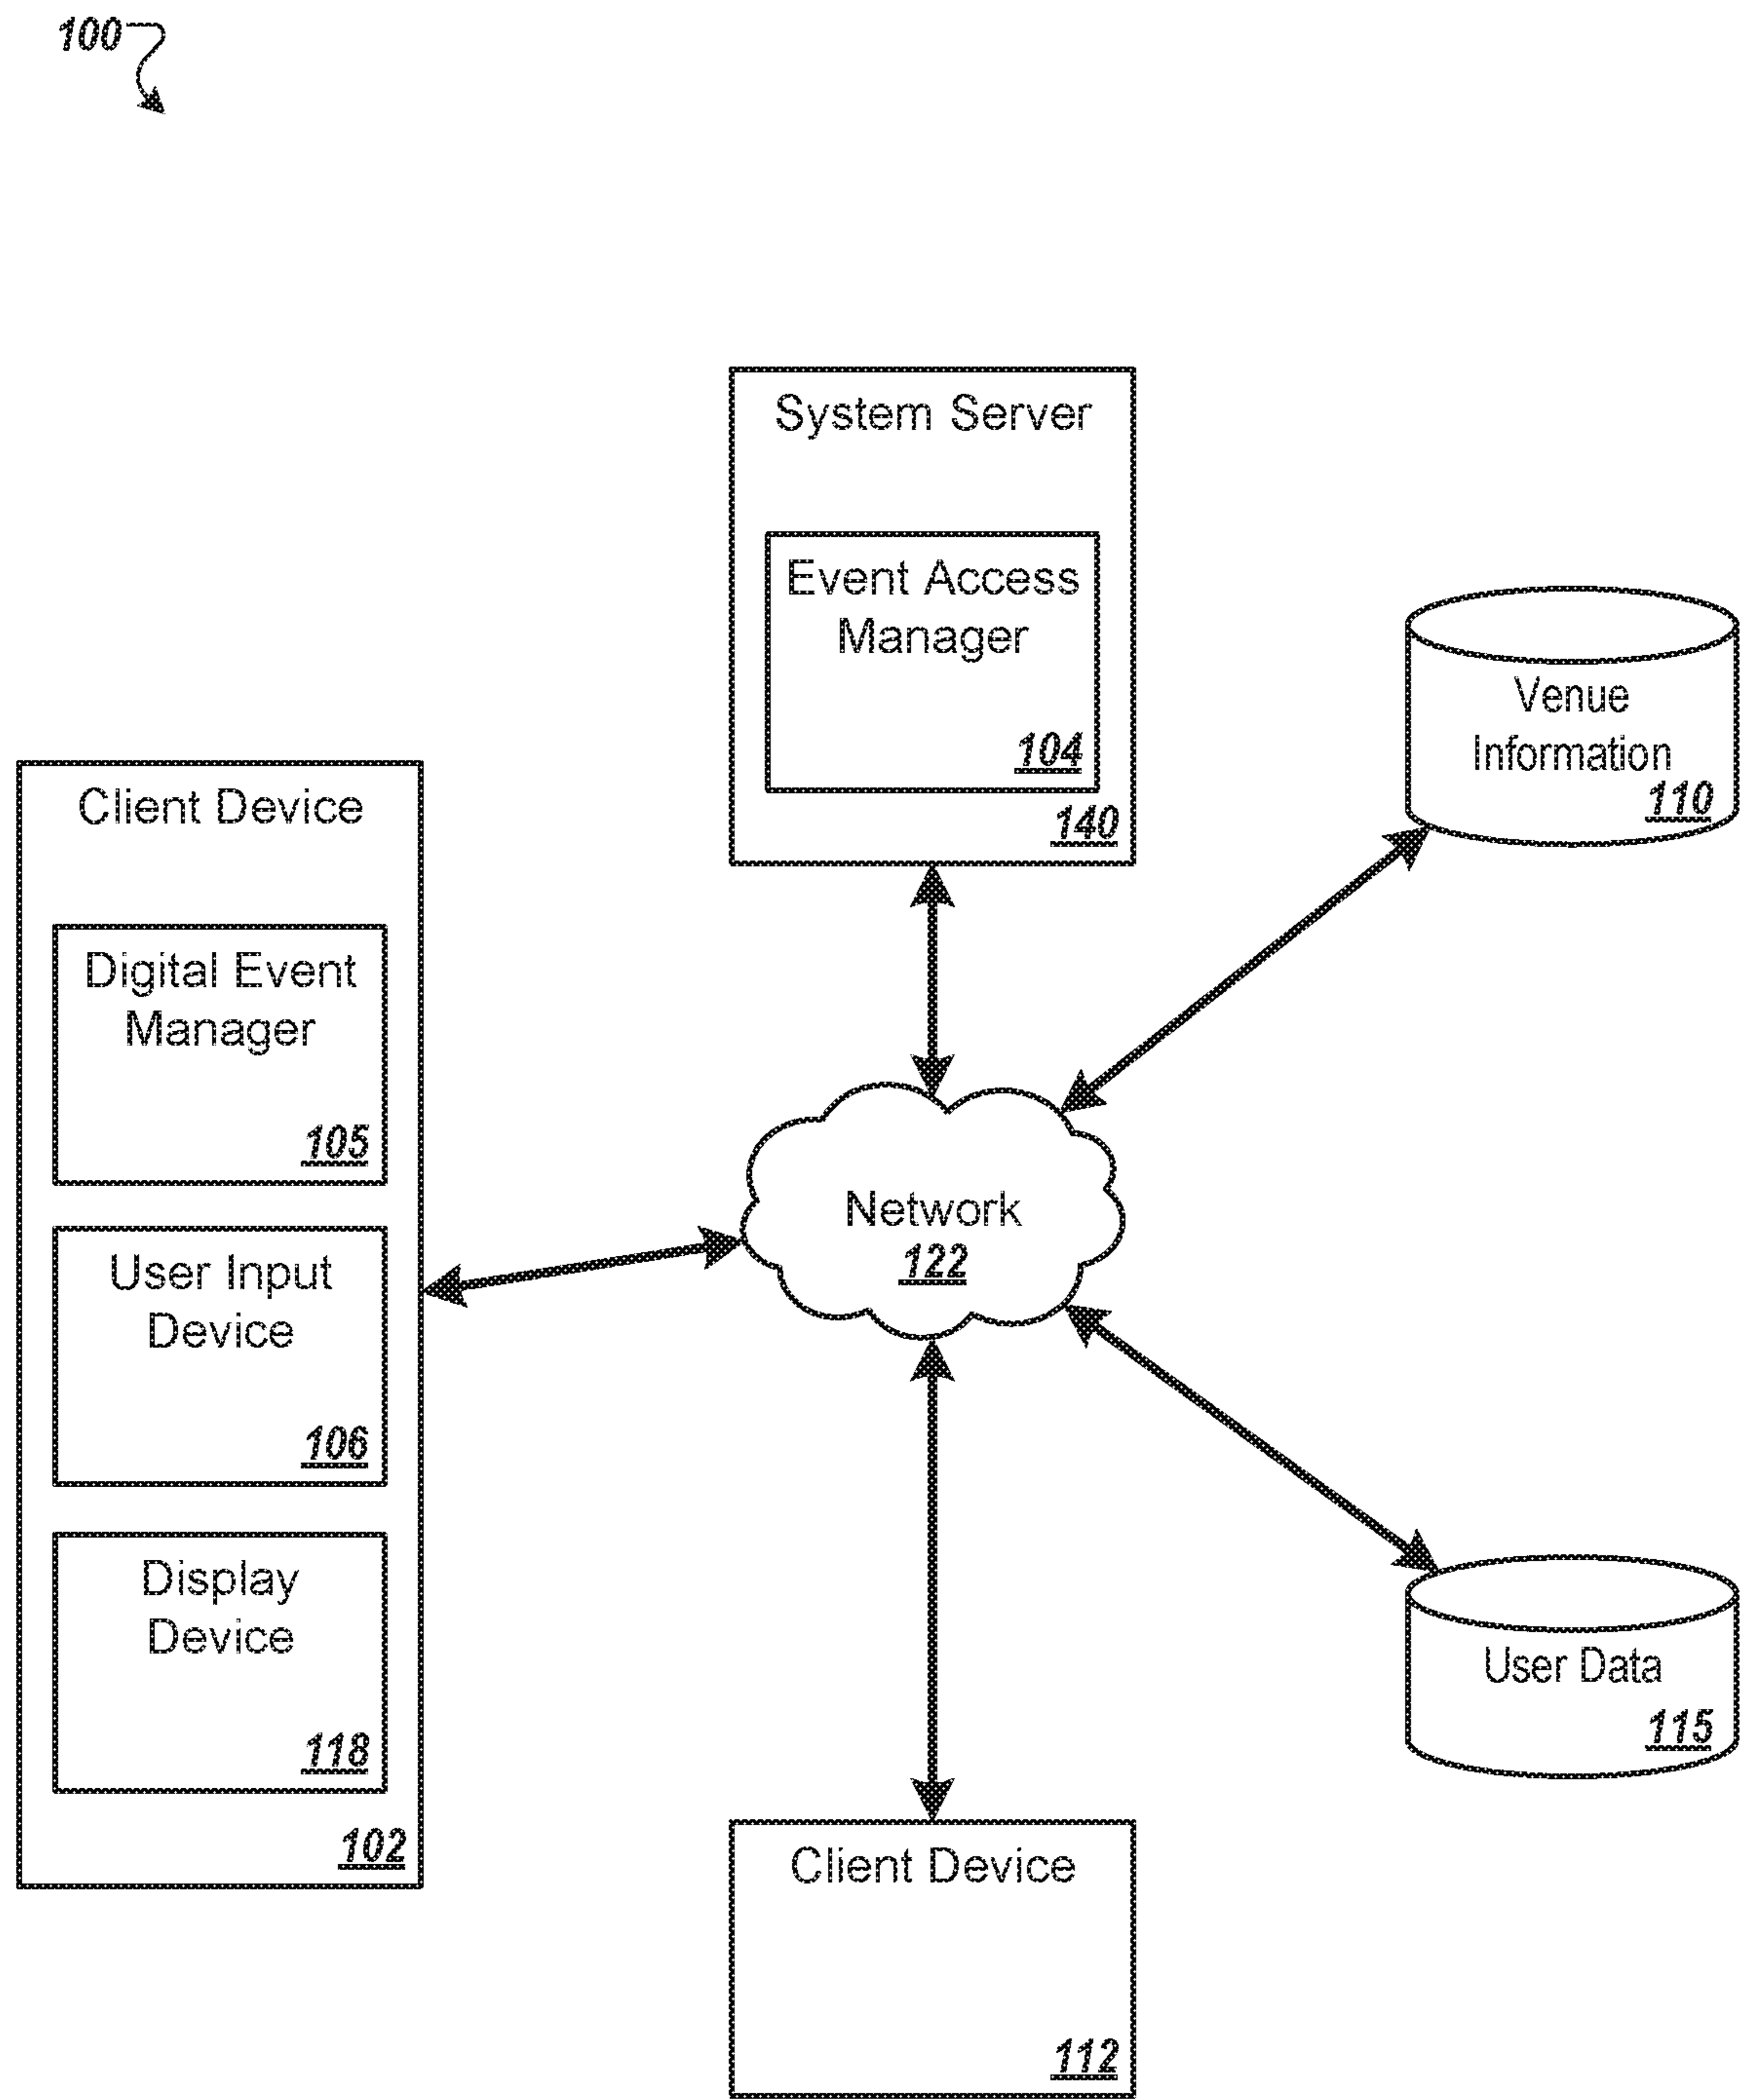 100
System Server
Event Access
Manager
104
140
Venue
Information
110
Client Device
Digital Event
Manager
105
User Input
Device
106
Display
Device
118
102
Network
122
User Data
115
Client Device
112